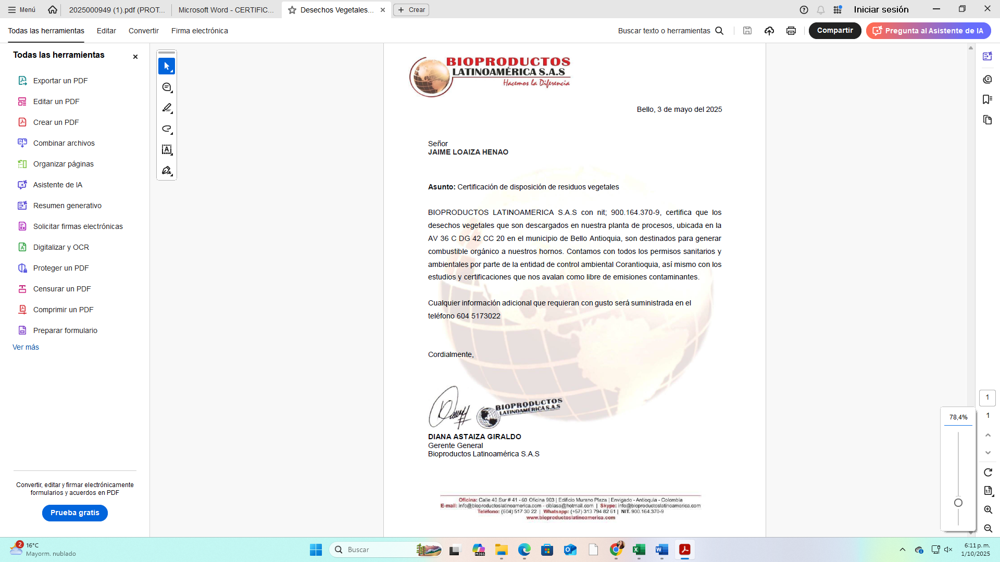 Menú
2025000949 (1).pdf (PROT...
Microsoft Word - CERTIFIC...
Desechos Vegetales...
Crear
Iniciar sesión
Todas las herramientas
Editar
Convertir
Firma electrónica
Buscar texto o herramientas
Compartir
Pregunta al Asistente de IA
Todas las herramientas
Exportar un PDF
Editar un PDF
Crear un PDF
Combinar archivos
Organizar páginas
Asistente de IA
Resumen generativo
Solicitar firmas electrónicas
Digitalizar y OCR
Proteger un PDF
Censurar un PDF
Comprimir un PDF
Preparar formulario
Ver más
Convertir, editar y firmar electrónicamente
formularios y acuerdos en PDF
Prueba gratis
BIOPRODUCTOS
LATINOAMÉRICA S.A.S
Hacemos la Diferencia
Bello, 3 de mayo del 2025
Señor
JAIME LOAIZA HENAO
Asunto: Certificación de disposición de residuos vegetales
BIOPRODUCTOS LATINOAMERICA S.A.S con nit; 900.164.370-9, certifica que los
desechos vegetales que son descargados en nuestra planta de procesos, ubicada en la
AV 36 C DG 42 CC 20 en el municipio de Bello Antioquia, son destinados para generar
combustible orgánico a nuestros hornos. Contamos con todos los permisos sanitarios y
ambientales por parte de la entidad de control ambiental Corantioquia, así mismo con los
estudios y certificaciones que nos avalan como libre de emisiones contaminantes.
Cualquier información adicional que requieran con gusto será suministrada en el
teléfono 604 5173022
Cordialmente,
BIOPRODUCTOS
LATINOAMÉRICA S.A.S
DIANA ASTAIZA GIRALDO
Gerente General
Bioproductos Latinoamérica S.A.S
Oficina: Calle 40 Sur # 41 - 60 Oficina 903 | Edificio Murano Plaza | Envigado - Antioquia - Colombia
E-mail: info@bioproductoslatinoamerica.com - ciblasa@hotmail.com | Skype: info@bioproductoslatinoamerica.com
Teléfono: (604) 517 30 22 | Whatsapp: (+57) 313 794 82 61 | NIT. 900.164.370-9
www.bioproductoslatinoamerica.com
1
1
78,4%
2
16°C
Mayorm. nublado
Buscar
M365
6:11 p. m.
1/10/2025